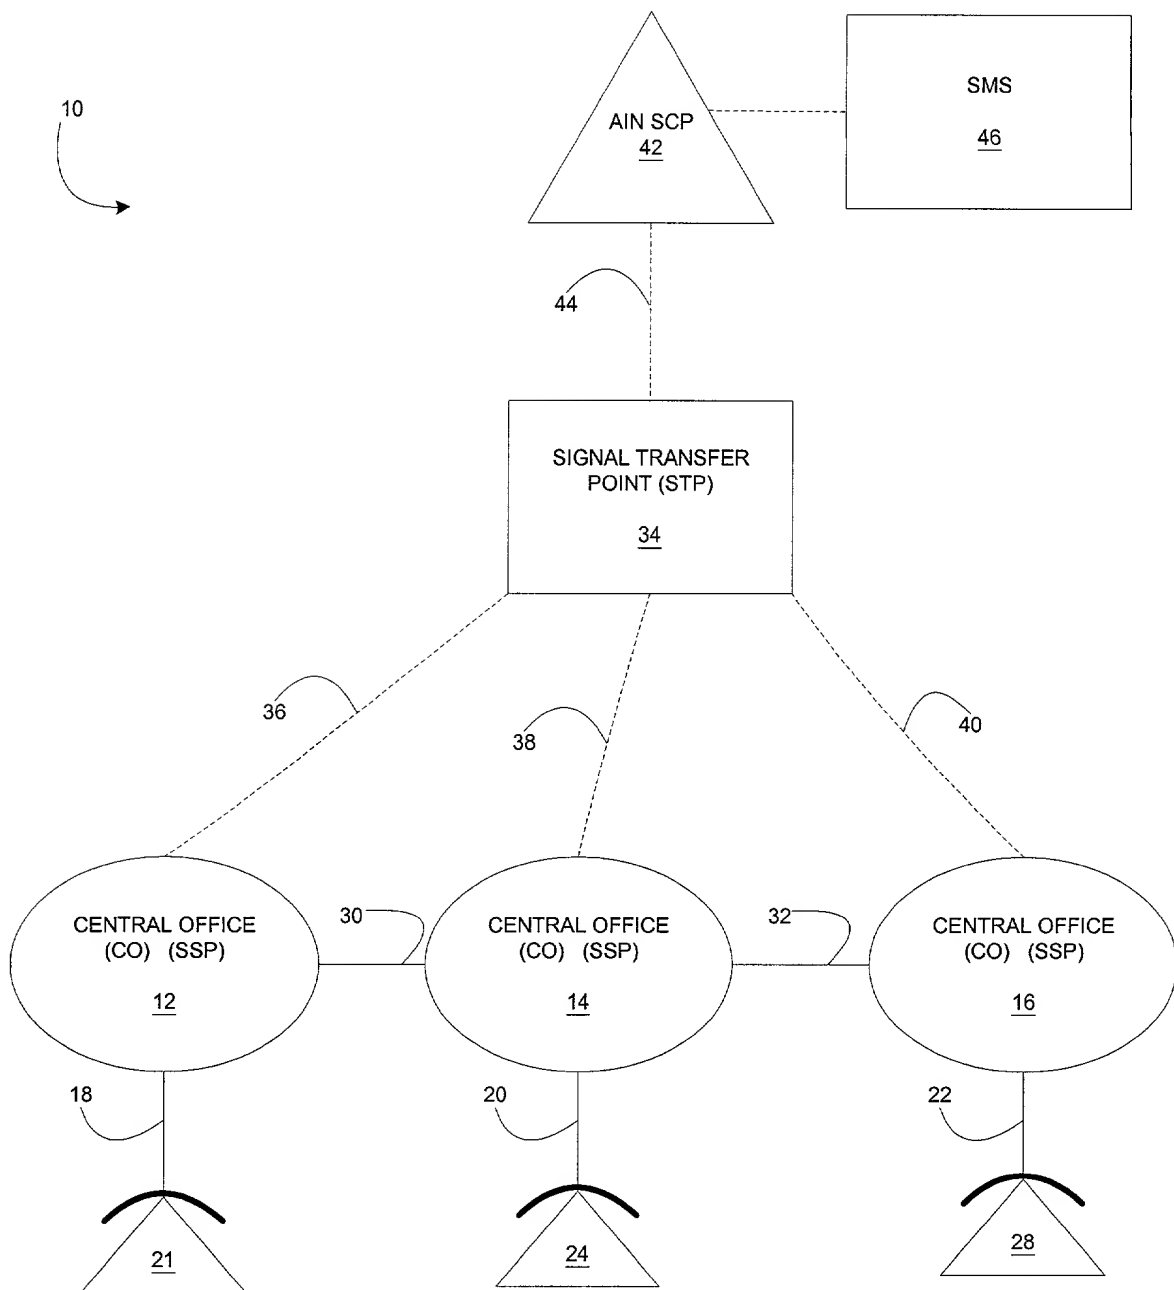 10
AIN SCP
42
SMS
46
44
SIGNAL TRANSFER
POINT (STP)
34
36
38
40
CENTRAL OFFICE
(CO) (SSP)
12
30
CENTRAL OFFICE
(CO) (SSP)
14
32
CENTRAL OFFICE
(CO) (SSP)
16
18
20
22
21
24
28